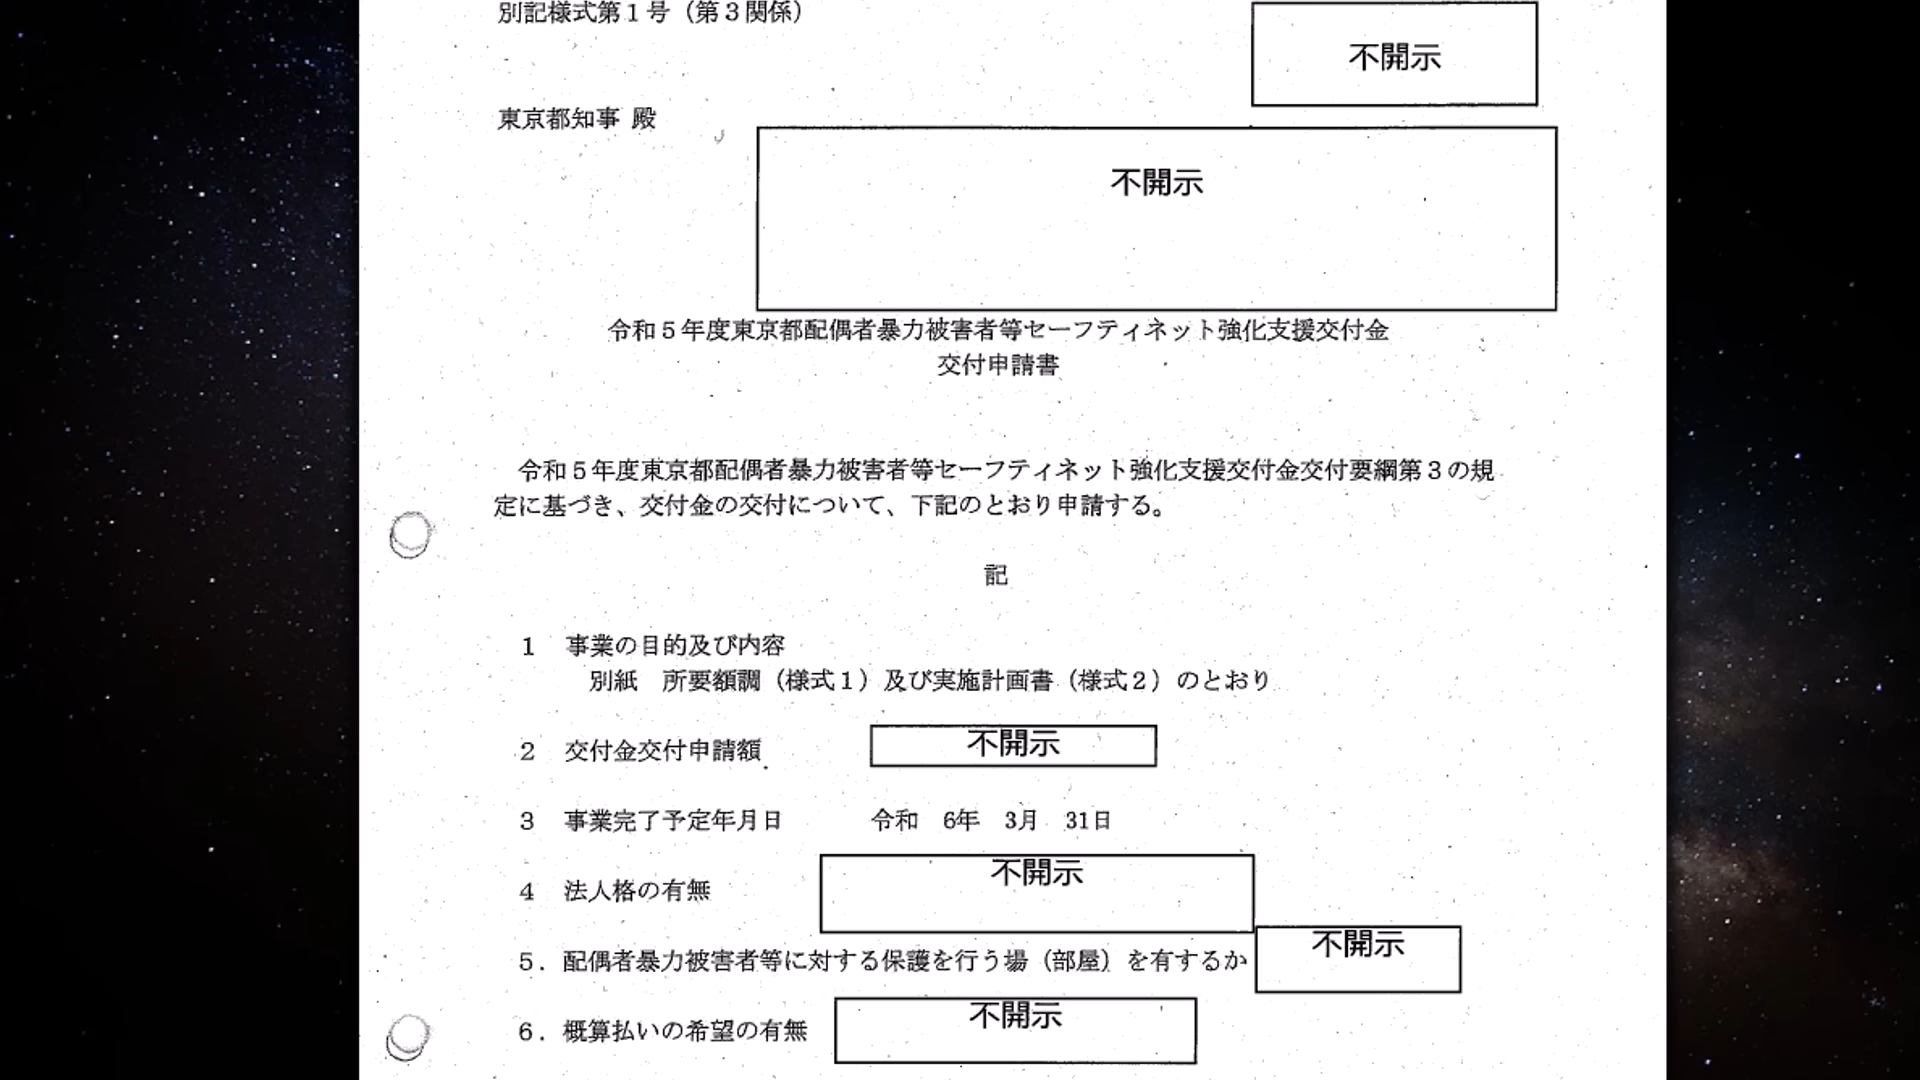 別記様式第1号(第3関係)
不開示
東京都知事 殿
不開示
令和5年度東京都配偶者暴力被害者等セーフティネット強化支援交付金
交付申請書
令和5年度東京都配偶者暴力被害者等セーフティネット強化支援交付金交付要綱第3の規
定に基づき、交付金の交付について、下記のとおり申請する。
記
1 事業の目的及び内容
別紙 所要額調(様式1)及び実施計画書(様式2)のとおり
2 交付金交付申請額 不開示
3 事業完了予定年月日 令和 6年 3月 31日
4 法人格の有無 不開示
5. 配偶者暴力被害者等に対する保護を行う場(部屋)を有するか 不開示
6. 概算払いの希望の有無 不開示